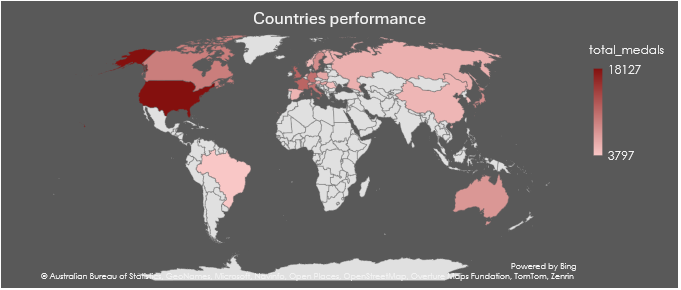 Countries performance
total_medals
18127
3797
Powered by Bing
© Australian Bureau of Statistics, GeoNames, Microsoft, Navinfo, Open Places, OpenStreetMap, Overture Maps Fundation, TomTom, Zenrin